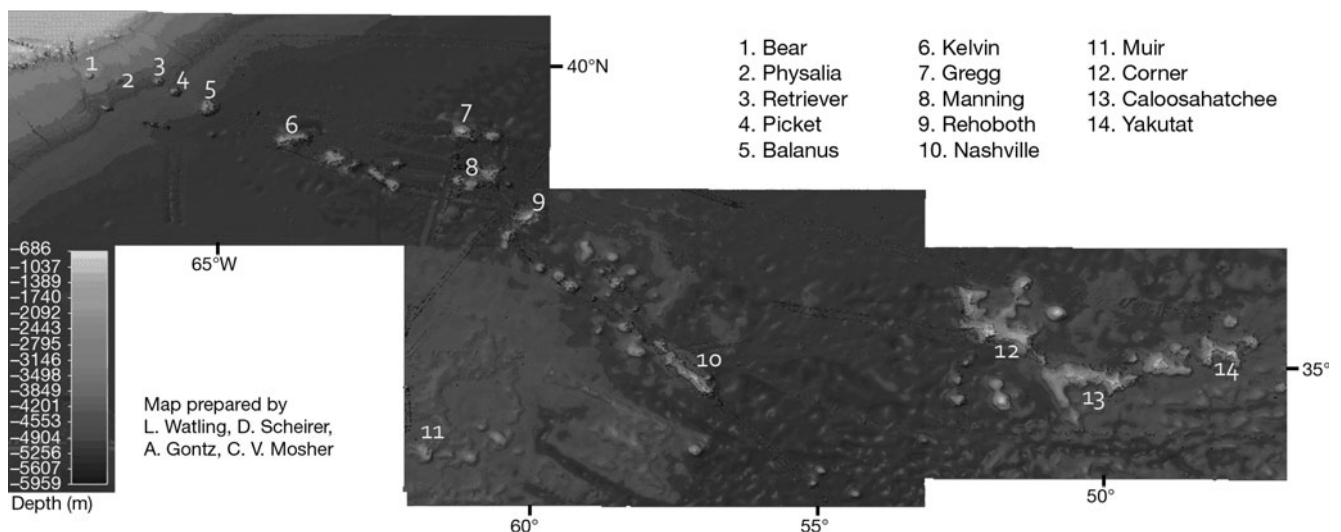 1. Bear
2. Physalia
3. Retriever
4. Picket
5. Balanus
6. Kelvin
7. Gregg
8. Manning
9. Rehoboth
10. Nashville
11. Muir
12. Corner
13. Caloosahatchee
14. Yakutat
40°N
1
2
3
4
5
6
7
8
9
65°W
–686
–1037
–1389
–1740
–2092
–2443
–2795
–3146
–3498
–3849
–4201
–4553
–4904
–5256
–5607
–5959
Depth (m)
Map prepared by
L. Watling, D. Scheirer,
A. Gontz, C. V. Mosher
10
11
12
13
14
35°
50°
60°
55°